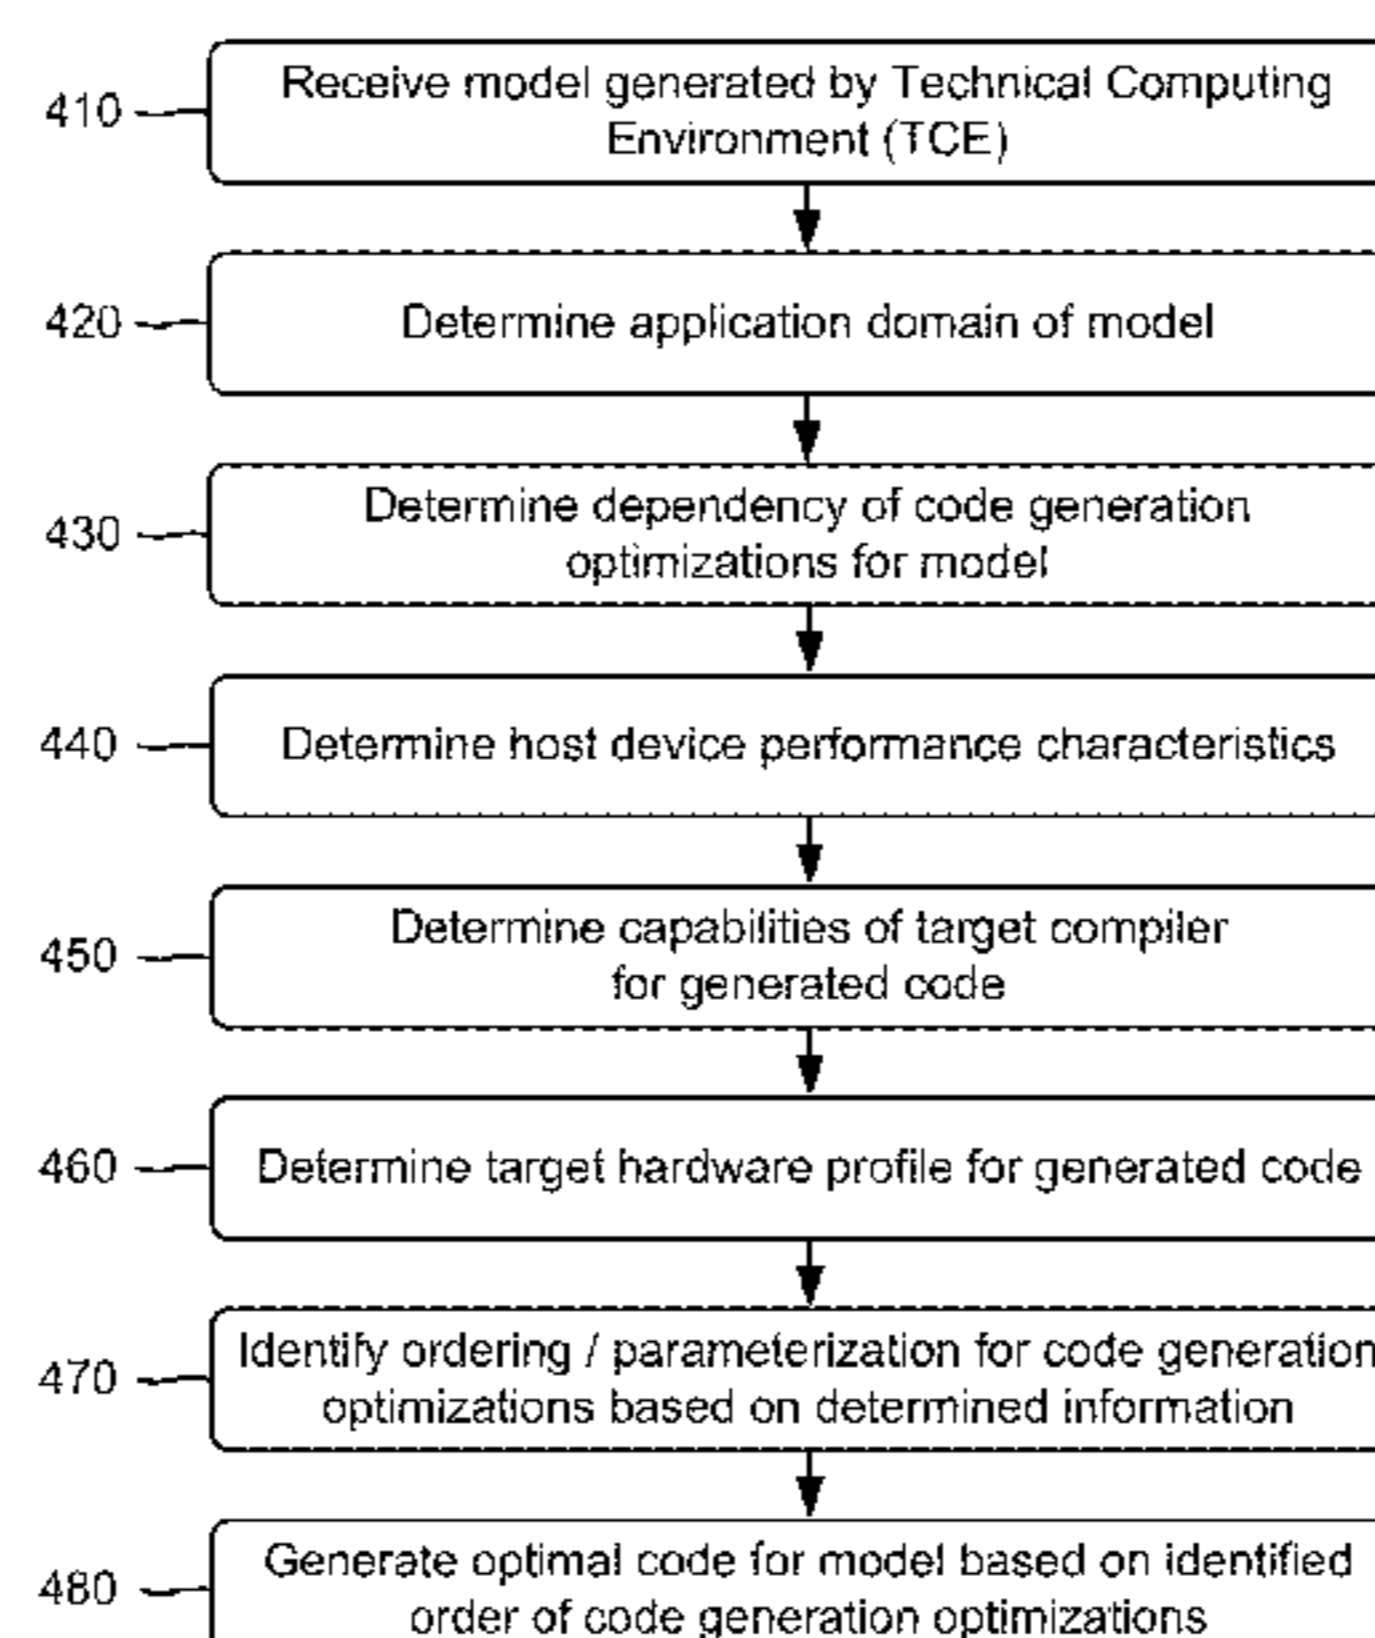 410
Receive model generated by Technical Computing
Environment (TCE)
420
Determine application domain of model
430
Determine dependency of code generation
optimizations for model
440
Determine host device performance characteristics
450
Determine capabilities of target compiler
for generated code
460
Determine target hardware profile for generated code
470
Identify ordering / parameterization for code generation
optimizations based on determined information
480
Generate optimal code for model based on identified
order of code generation optimizations